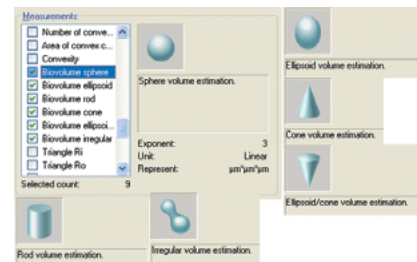 Measurements:
Number of conve...
Area of convex c...
Convexity
Biovolume sphere
Biovolume ellipsoid
Biovolume rod
Biovolume cone
Biovolume ellipsoi...
Biovolume irregular
Triangle Ri
Triangle Ro
Selected count: 9
Sphere volume estimation.
Exponent: 3
Unit: Linear
Represent: µm*µm*µm
Ellipsoid volume estimation.
Cone volume estimation.
Ellipsoid/cone volume estimation.
Rod volume estimation.
Irregular volume estimation.